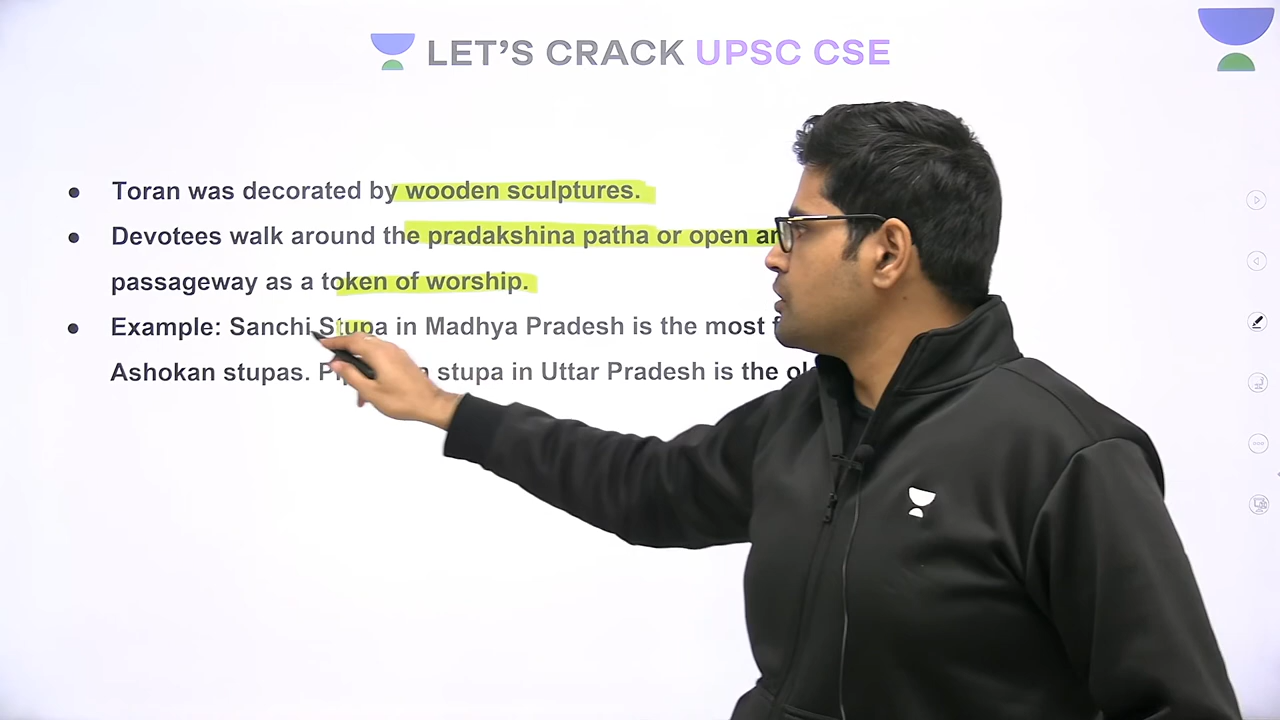 LET'S CRACK UPSC CSE
Toran was decorated by wooden sculptures.
Devotees walk around the pradakshina patha or open
passageway as a token of worship.
Example: Sanchi Stupa in Madhya Pradesh is the most
Ashokan stupas. stupa in Uttar Pradesh is the